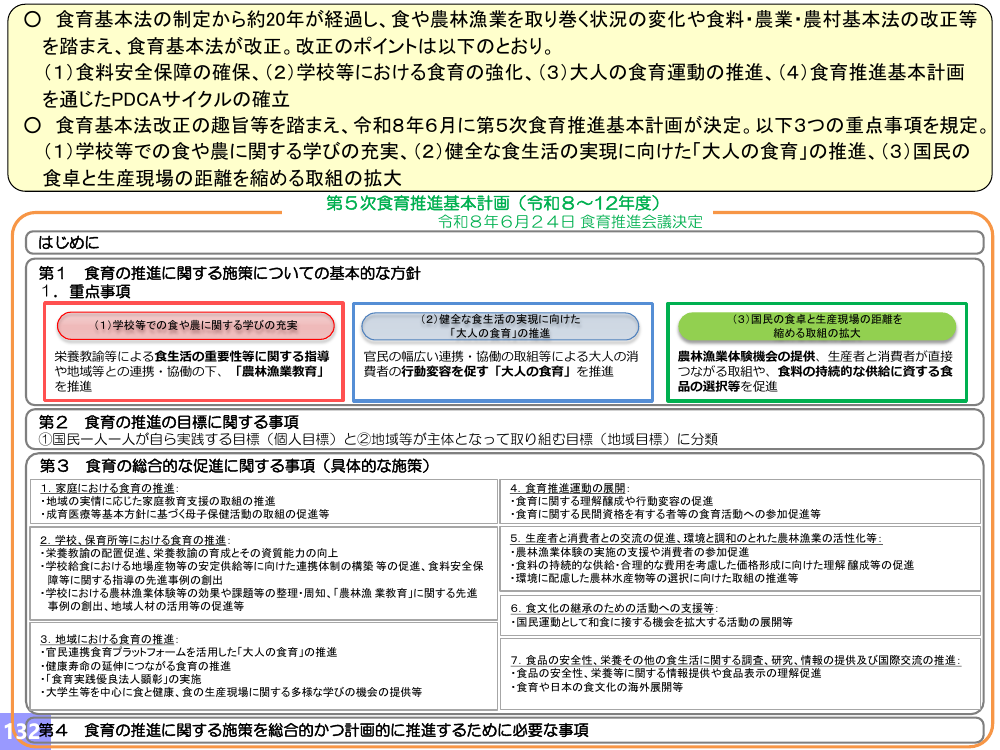 ○ 食育基本法の制定から約20年が経過し、食や農林漁業を取り巻く状況の変化や食料・農業・農村基本法の改正等
を踏まえ、食育基本法が改正。改正のポイントは以下のとおり。
（１）食料安全保障の確保、（２）学校等における食育の強化、（３）大人の食育運動の推進、（４）食育推進基本計画
を通じたPDCAサイクルの確立
○ 食育基本法改正の趣旨等を踏まえ、令和８年６月に第５次食育推進基本計画が決定。以下３つの重点事項を規定。
（１）学校等での食や農に関する学びの充実、（２）健全な食生活の実現に向けた「大人の食育」の推進、（３）国民の
食卓と生産現場の距離を縮める取組の拡大
第５次食育推進基本計画（令和８～12年度）
令和８年６月２４日 食育推進会議決定
はじめに
第１ 食育の推進に関する施策についての基本的な方針
１．重点事項
（１）学校等での食や農に関する学びの充実
栄養教諭等による食生活の重要性等に関する指導
や地域等との連携・協働の下、「農林漁業教育」
を推進
（２）健全な食生活の実現に向けた
「大人の食育」の推進
官民の幅広い連携・協働の取組等による大人の消
費者の行動変容を促す「大人の食育」を推進
（３）国民の食卓と生産現場の距離を
縮める取組の拡大
農林漁業体験機会の提供、生産者と消費者が直接
つながる取組や、食料の持続的な供給に資する食
品の選択等を促進
第２ 食育の推進の目標に関する事項
①国民一人一人が自ら実践する目標（個人目標）と②地域等が主体となって取り組む目標（地域目標）に分類
第３ 食育の総合的な促進に関する事項（具体的な施策）
１．家庭における食育の推進：
・地域の実情に応じた家庭教育支援の取組の推進
・成育医療等基本方針に基づく母子保健活動の取組の促進等
２．学校、保育所等における食育の推進：
・栄養教諭の配置促進、栄養教諭の育成とその資質能力の向上
・学校給食における地場産物等の安定供給等に向けた連携体制の構築 等の促進、食料安全保
障等に関する指導の先進事例の創出
・学校における農林漁業体験等の効果や課題等の整理・周知、「農林漁 業教育」に関する先進
事例の創出、地域人材の活用等の促進等
３．地域における食育の推進：
・官民連携食育プラットフォームを活用した「大人の食育」の推進
・健康寿命の延伸につながる食育の推進
・「食育実践優良法人顕彰」の実施
・大学生等を中心に食と健康、食の生産現場に関する多様な学びの機会の提供等
４．食育推進運動の展開：
・食育に関する理解醸成や行動変容の促進
・食育に関する民間資格を有する者等の食育活動への参加促進等
５．生産者と消費者との交流の促進、環境と調和のとれた農林漁業の活性化等：
・農林漁業体験の実施の支援や消費者の参加促進
・食料の持続的な供給・合理的な費用を考慮した価格形成に向けた理解 醸成等の促進
・環境に配慮した農林水産物等の選択に向けた取組の推進等
６．食文化の継承のための活動への支援等：
・国民運動として和食に接する機会を拡大する活動の展開等
７．食品の安全性、栄養その他の食生活に関する調査、研究、情報の提供及び国際交流の推進：
・食品の安全性、栄養等に関する情報提供や食品表示の理解促進
・食育や日本の食文化の海外展開等
132
第４ 食育の推進に関する施策を総合的かつ計画的に推進するために必要な事項